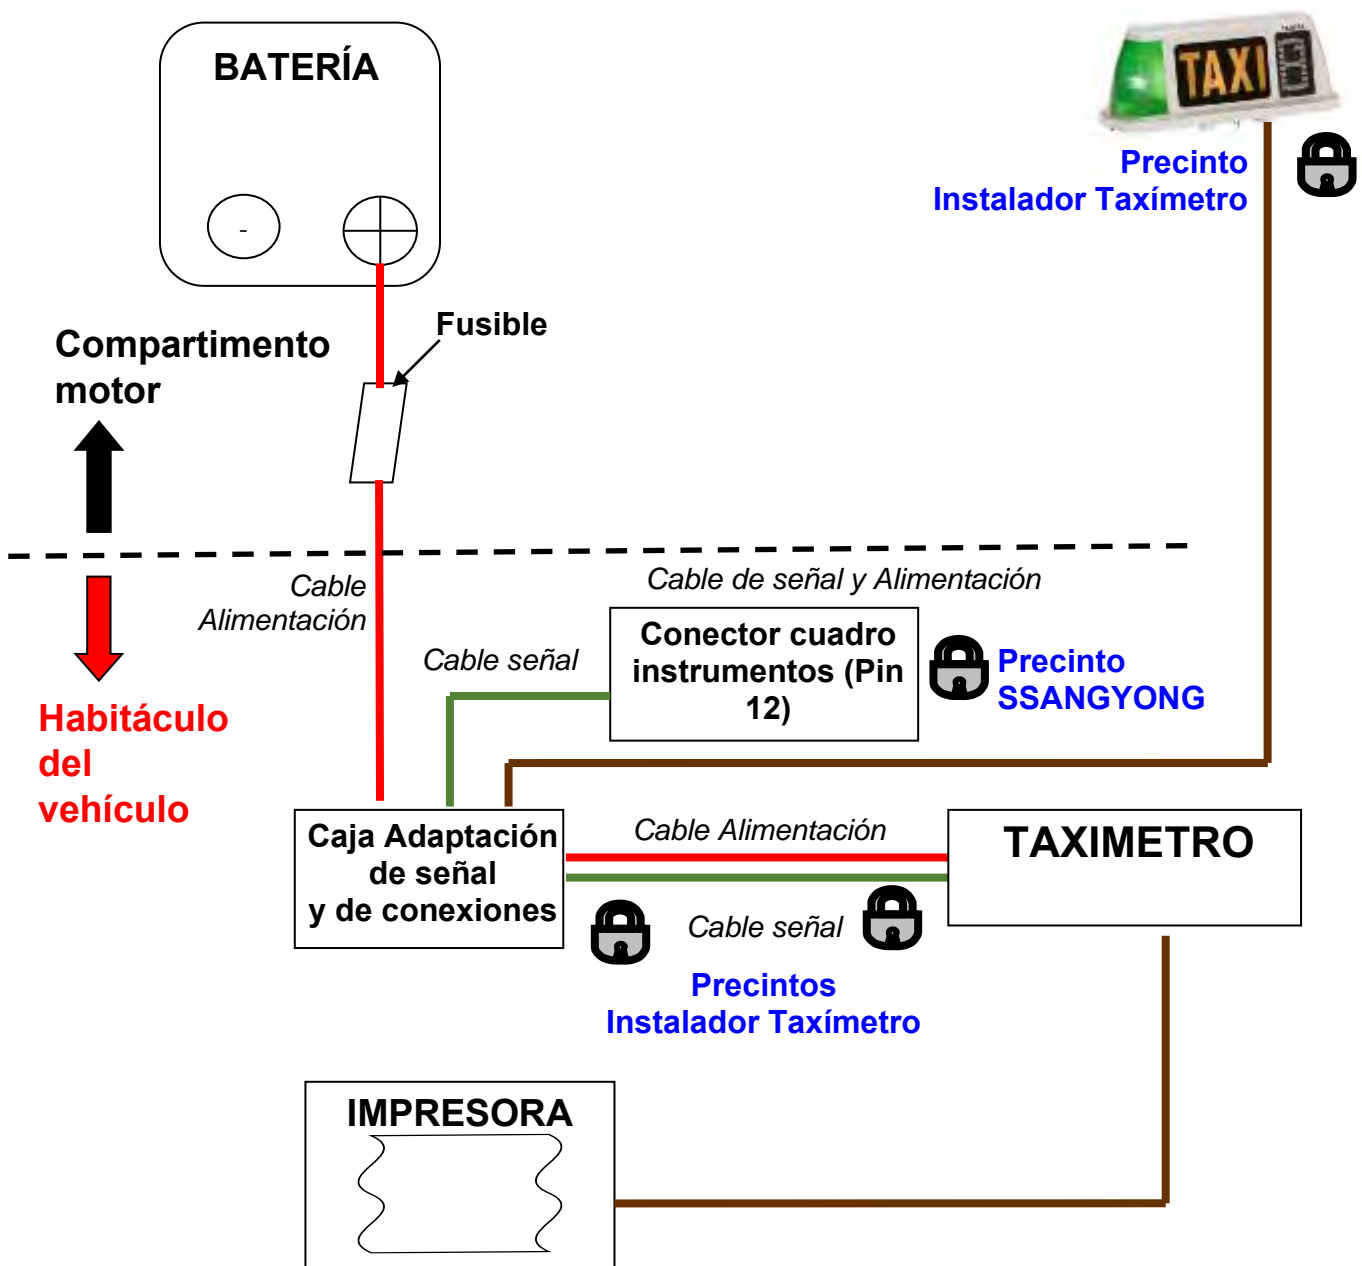 BATERÍA
-
TAXI
Precinto
Instalador Taxímetro
Fusible
Compartimento
motor
Cable
Alimentación
Cable de señal y Alimentación
Conector cuadro
instrumentos (Pin
12)
Cable señal
Precinto
SSANGYONG
Habitáculo
del
vehículo
Caja Adaptación
de señal
y de conexiones
Cable Alimentación
TAXIMETRO
Cable señal
Precintos
Instalador Taxímetro
IMPRESORA